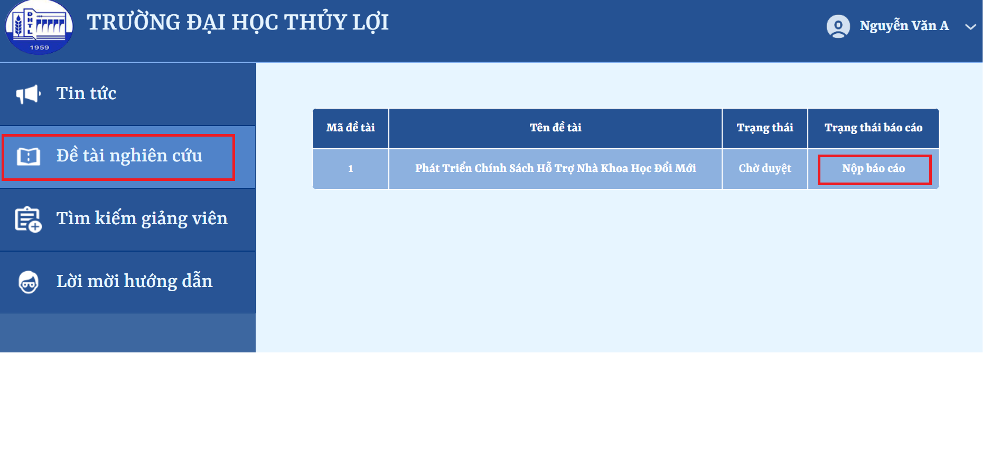 ĐHTL
1959
TRƯỜNG ĐẠI HỌC THỦY LỢI
Nguyễn Văn A
Tin tức
Đề tài nghiên cứu
Tìm kiếm giảng viên
Lời mời hướng dẫn
Mã đề tài Tên đề tài Trạng thái Trạng thái báo cáo
1 Phát Triển Chính Sách Hỗ Trợ Nhà Khoa Học Đổi Mới Chờ duyệt Nộp báo cáo